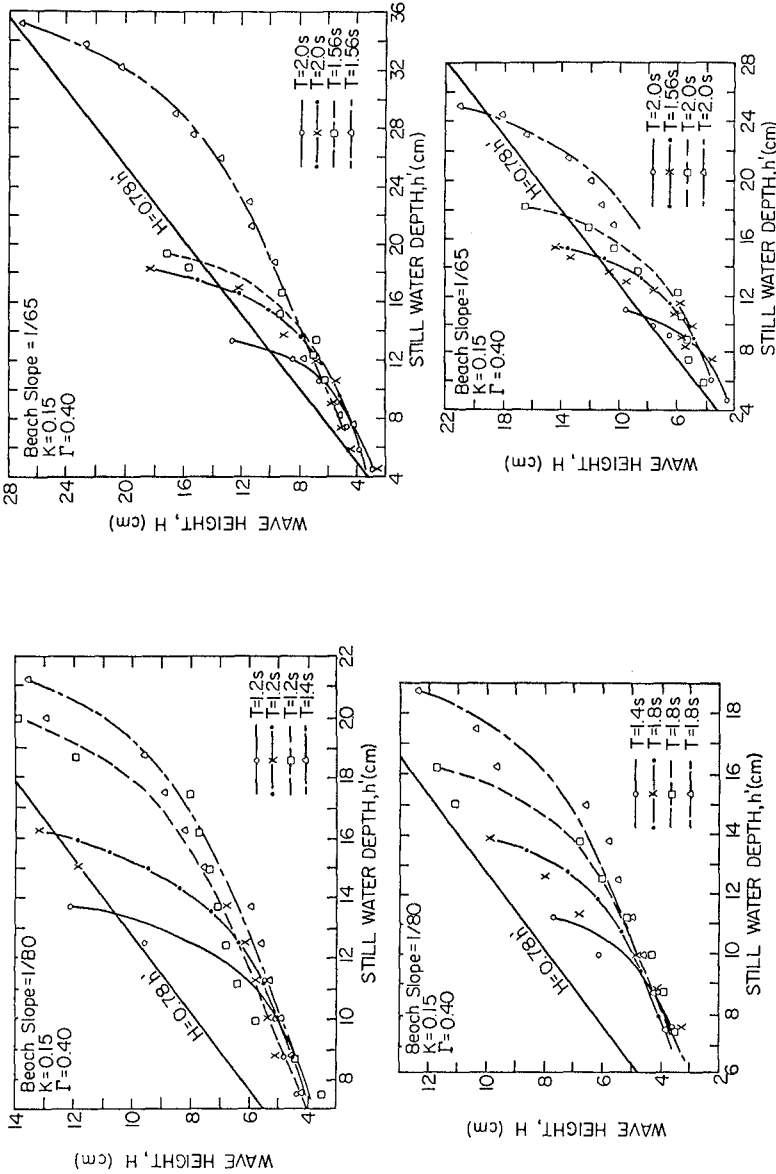 Beach Slope=1/80
K=0.15
Γ=0.40
H=0.78h'
T=1.2s
T=1.2s
T=1.2s
T=1.4s
14
12
10
8
6
4
WAVE HEIGHT, H (cm)
8 10 12 14 16 18 20 22
STILL WATER DEPTH, h'(cm)
Beach Slope = 1/65
K=0.15
Γ=0.40
H=0.78h'
T=2.0s
T=2.0s
T=1.56s
T=1.56s
28
24
20
16
12
8
WAVE HEIGHT, H (cm)
4 8 12 16 20 24 28 32 36
STILL WATER DEPTH, h'(cm)
Beach Slope=1/80
K=0.15
Γ=0.40
H=0.78h'
T=1.4s
T=1.8s
T=1.8s
T=1.8s
12
10
8
6
4
2
WAVE HEIGHT, H (cm)
6 8 10 12 14 16 18
STILL WATER DEPTH, h'(cm)
Beach Slope=1/65
K=0.15
Γ=0.40
H=0.78h'
T=2.0s
T=1.56s
T=2.0s
T=2.0s
22
18
14
10
6
2
WAVE HEIGHT, H (cm)
4 8 12 16 20 24 28
STILL WATER DEPTH, h'(cm)